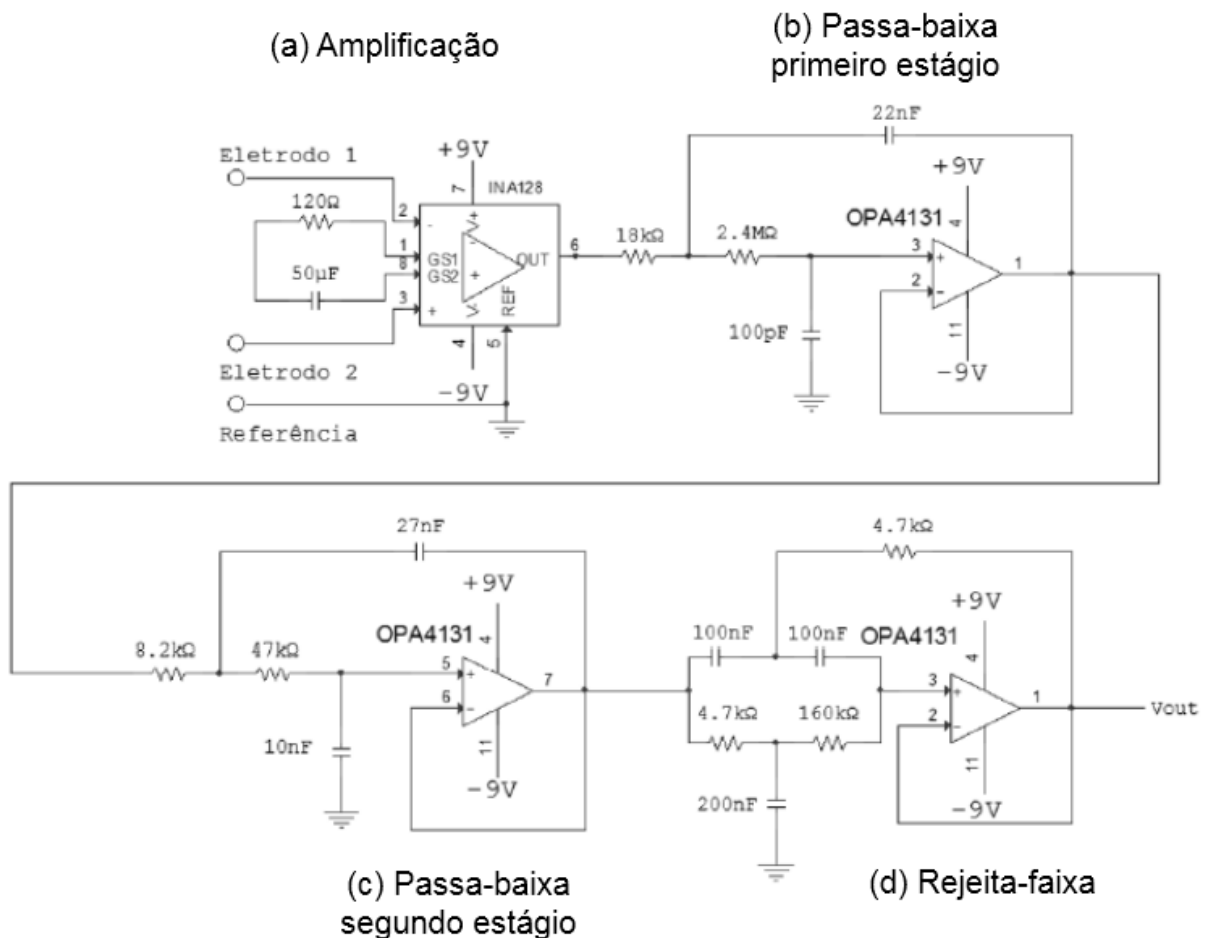 (a) Amplificação
(b) Passa-baixa
primeiro estágio
22nF
Eletrodo 1
+9V
7
INA128
120Ω
2
-
V+
-
1
GS1
OUT
6
18kΩ
2.4MΩ
+9V
OPA4131
4
3
+
1
2
-
50µF
8
GS2
+
3
+
V-
REF
4
5
100pF
11
-9V
Eletrodo 2
-9V
Referência
27nF
4.7kΩ
+9V
+9V
OPA4131
4
100nF
100nF
OPA4131
4
8.2kΩ
47kΩ
5
+
7
6
-
3
+
1
2
-
Vout
4.7kΩ
160kΩ
10nF
11
-9V
200nF
11
-9V
(c) Passa-baixa
segundo estágio
(d) Rejeita-faixa